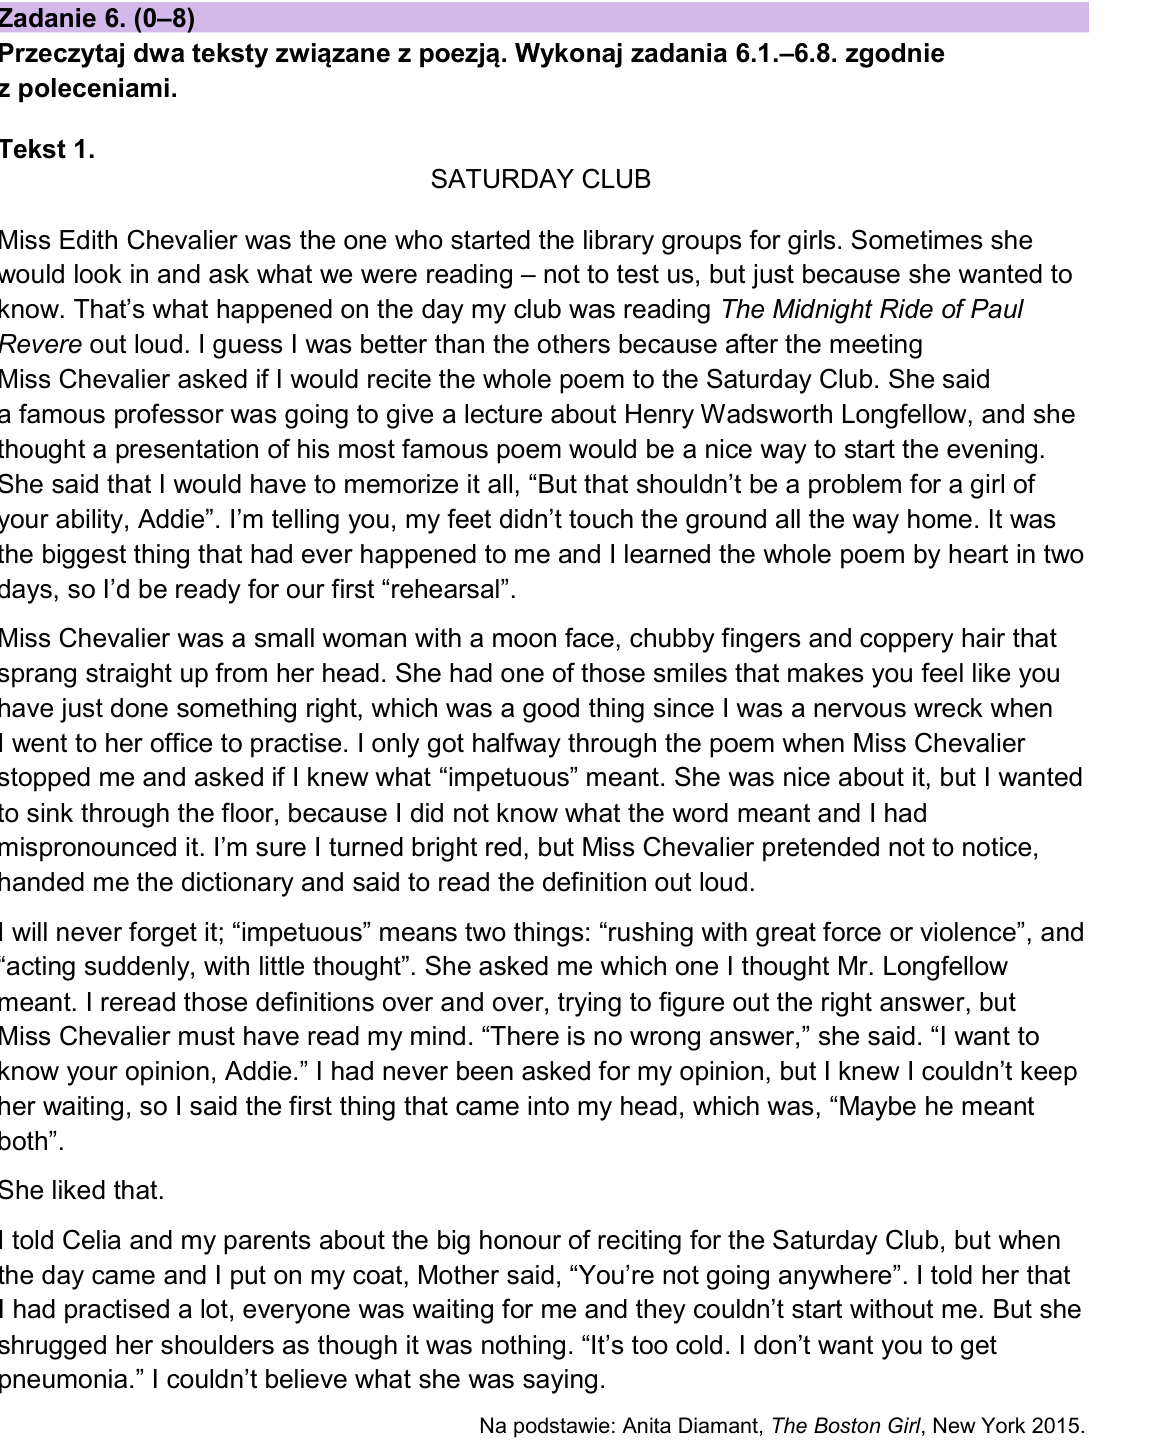 Zadanie 6. (0–8)
Przeczytaj dwa teksty związane z poezją. Wykonaj zadania 6.1.–6.8. zgodnie
z poleceniami.
Tekst 1.
SATURDAY CLUB
Miss Edith Chevalier was the one who started the library groups for girls. Sometimes she
would look in and ask what we were reading – not to test us, but just because she wanted to
know. That’s what happened on the day my club was reading The Midnight Ride of Paul
Revere out loud. I guess I was better than the others because after the meeting
Miss Chevalier asked if I would recite the whole poem to the Saturday Club. She said
a famous professor was going to give a lecture about Henry Wadsworth Longfellow, and she
thought a presentation of his most famous poem would be a nice way to start the evening.
She said that I would have to memorize it all, “But that shouldn’t be a problem for a girl of
your ability, Addie”. I’m telling you, my feet didn’t touch the ground all the way home. It was
the biggest thing that had ever happened to me and I learned the whole poem by heart in two
days, so I’d be ready for our first “rehearsal”.
Miss Chevalier was a small woman with a moon face, chubby fingers and coppery hair that
sprang straight up from her head. She had one of those smiles that makes you feel like you
have just done something right, which was a good thing since I was a nervous wreck when
I went to her office to practise. I only got halfway through the poem when Miss Chevalier
stopped me and asked if I knew what “impetuous” meant. She was nice about it, but I wanted
to sink through the floor, because I did not know what the word meant and I had
mispronounced it. I’m sure I turned bright red, but Miss Chevalier pretended not to notice,
handed me the dictionary and said to read the definition out loud.
I will never forget it; “impetuous” means two things: “rushing with great force or violence”, and
“acting suddenly, with little thought”. She asked me which one I thought Mr. Longfellow
meant. I reread those definitions over and over, trying to figure out the right answer, but
Miss Chevalier must have read my mind. “There is no wrong answer,” she said. “I want to
know your opinion, Addie.” I had never been asked for my opinion, but I knew I couldn’t keep
her waiting, so I said the first thing that came into my head, which was, “Maybe he meant
both”.
She liked that.
I told Celia and my parents about the big honour of reciting for the Saturday Club, but when
the day came and I put on my coat, Mother said, “You’re not going anywhere”. I told her that
I had practised a lot, everyone was waiting for me and they couldn’t start without me. But she
shrugged her shoulders as though it was nothing. “It’s too cold. I don’t want you to get
pneumonia.” I couldn’t believe what she was saying.
Na podstawie: Anita Diamant, The Boston Girl, New York 2015.